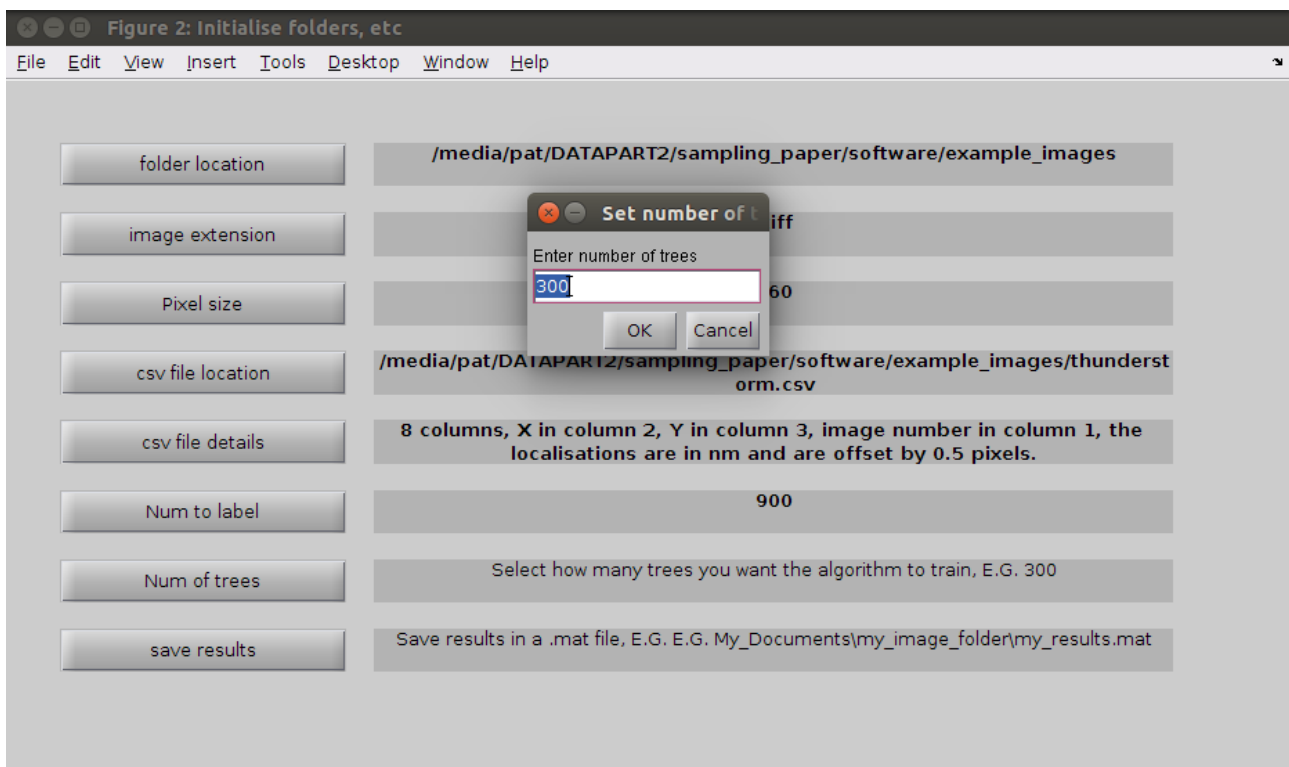 Figure 2: Initialise folders, etc
File Edit View Insert Tools Desktop Window Help
folder location
/media/pat/DATAPART2/sampling_paper/software/example_images
image extension
iff
Pixel size
60
Set number of t
Enter number of trees
300
OK Cancel
csv file location
/media/pat/DATAPART2/sampling_paper/software/example_images/thunderst
orm.csv
csv file details
8 columns, X in column 2, Y in column 3, image number in column 1, the
localisations are in nm and are offset by 0.5 pixels.
Num to label
900
Num of trees
Select how many trees you want the algorithm to train, E.G. 300
save results
Save results in a .mat file, E.G. E.G. My_Documents\my_image_folder\my_results.mat